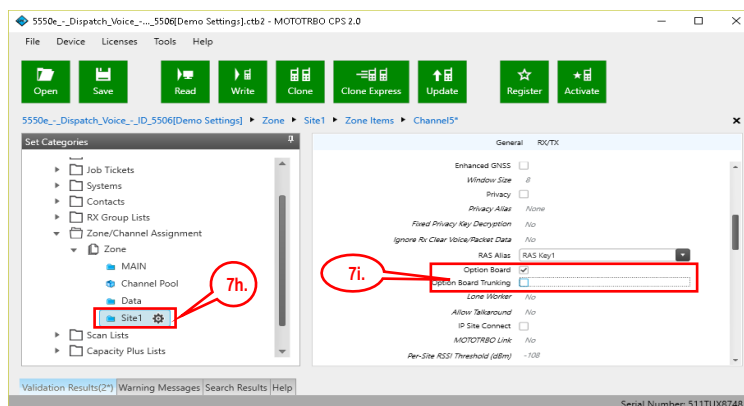 5550e_-_Dispatch_Voice_-..._5506[Demo Settings].ctb2 - MOTOTRBO CPS 2.0
File Device Licenses Tools Help
Open Save Read Write Clone Clone Express Update Register Activate
5550e_-_Dispatch_Voice_-_ID_5506[Demo Settings] Zone Site1 Zone Items Channel5*
Set Categories
General RX/TX
Job Tickets
Systems
Contacts
RX Group Lists
Zone/Channel Assignment
Zone
MAIN
Channel Pool
Data
Site1
Scan Lists
Capacity Plus Lists
7h.
Enhanced GNSS
Window Size 8
Privacy
Privacy Alias None
Fixed Privacy Key Decryption No
Ignore Rx Clear Voice/Packet Data No
RAS Alias RAS Key1
Option Board
Option Board Trunking
Lone Worker No
Allow Talkaround No
IP Site Connect
MOTOTRBO Link No
Per-Site RSSI Threshold (dBm) -108
7i.
Validation Results(2*) Warning Messages Search Results Help
Serial Number: 511TUX8748